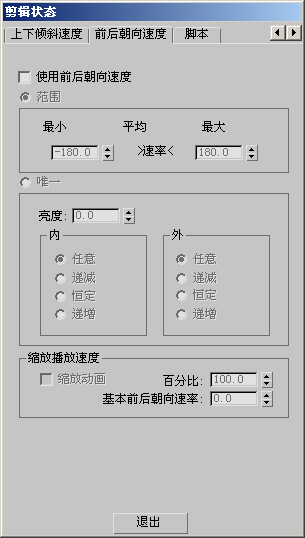 剪辑状态
上下倾斜速度 前后朝向速度 脚本
使用前后朝向速度
范围
最小 平均 最大
-180.0 >速率< 180.0
唯一
亮度: 0.0
内 外
任意 任意
递减 递减
恒定 恒定
递增 递增
缩放播放速度
缩放动画 百分比: 100.0
基本前后朝向速率: 0.0
退出